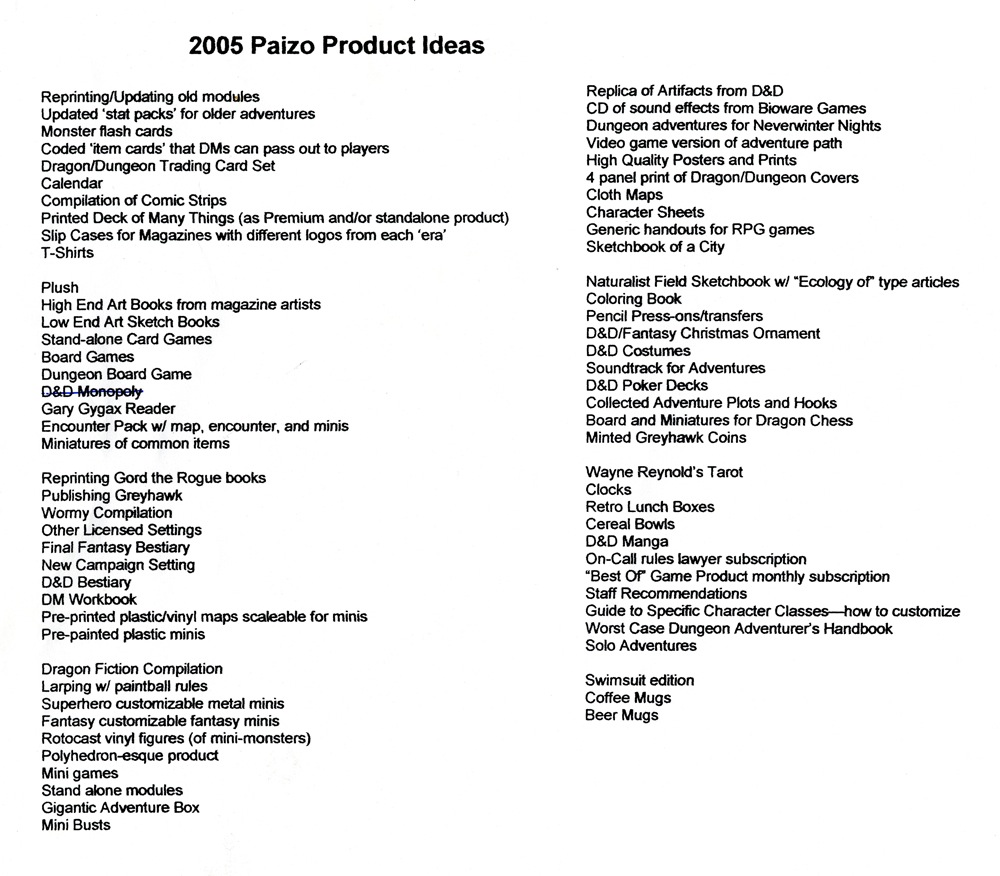 2005 Paizo Product Ideas
Reprinting/Updating old modules
Updated 'stat packs' for older adventures
Monster flash cards
Coded 'item cards' that DMs can pass out to players
Dragon/Dungeon Trading Card Set
Calendar
Compilation of Comic Strips
Printed Deck of Many Things (as Premium and/or standalone product)
Slip Cases for Magazines with different logos from each 'era'
T-Shirts
Plush
High End Art Books from magazine artists
Low End Art Sketch Books
Stand-alone Card Games
Board Games
Dungeon Board Game
D&D Monopoly
Gary Gygax Reader
Encounter Pack w/ map, encounter, and minis
Miniatures of common items
Reprinting Gord the Rogue books
Publishing Greyhawk
Wormy Compilation
Other Licensed Settings
Final Fantasy Bestiary
New Campaign Setting
D&D Bestiary
DM Workbook
Pre-printed plastic/vinyl maps scaleable for minis
Pre-painted plastic minis
Dragon Fiction Compilation
Larping w/ paintball rules
Superhero customizable metal minis
Fantasy customizable fantasy minis
Rotocast vinyl figures (of mini-monsters)
Polyhedron-esque product
Mini games
Stand alone modules
Gigantic Adventure Box
Mini Busts
Replica of Artifacts from D&D
CD of sound effects from Bioware Games
Dungeon adventures for Neverwinter Nights
Video game version of adventure path
High Quality Posters and Prints
4 panel print of Dragon/Dungeon Covers
Cloth Maps
Character Sheets
Generic handouts for RPG games
Sketchbook of a City
Naturalist Field Sketchbook w/ "Ecology of" type articles
Coloring Book
Pencil Press-ons/transfers
D&D/Fantasy Christmas Ornament
D&D Costumes
Soundtrack for Adventures
D&D Poker Decks
Collected Adventure Plots and Hooks
Board and Miniatures for Dragon Chess
Minted Greyhawk Coins
Wayne Reynold's Tarot
Clocks
Retro Lunch Boxes
Cereal Bowls
D&D Manga
On-Call rules lawyer subscription
"Best Of" Game Product monthly subscription
Staff Recommendations
Guide to Specific Character Classes—how to customize
Worst Case Dungeon Adventurer's Handbook
Solo Adventures
Swimsuit edition
Coffee Mugs
Beer Mugs